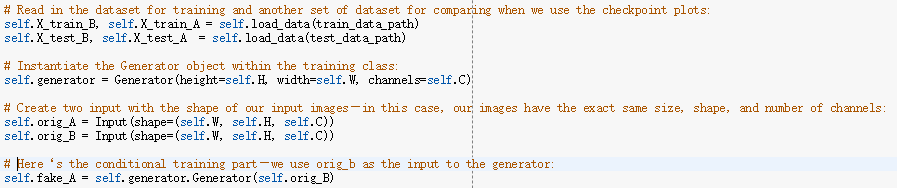 # Read in the dataset for training and another set of dataset for comparing when we use the checkpoint plots:
self.X_train_B, self.X_train_A = self.load_data(train_data_path)
self.X_test_B, self.X_test_A  = self.load_data(test_data_path)
# Instantiate the Generator object within the training class:
self.generator = Generator(height=self.H, width=self.W, channels=self.C)
# Create two input with the shape of our input images—in this case, our images have the exact same size, shape, and number of channels:
self.orig_A = Input(shape=(self.W, self.H, self.C))
self.orig_B = Input(shape=(self.W, self.H, self.C))
# Here‘s the conditional training part—we use orig_b as the input to the generator:
self.fake_A = self.generator.Generator(self.orig_B)